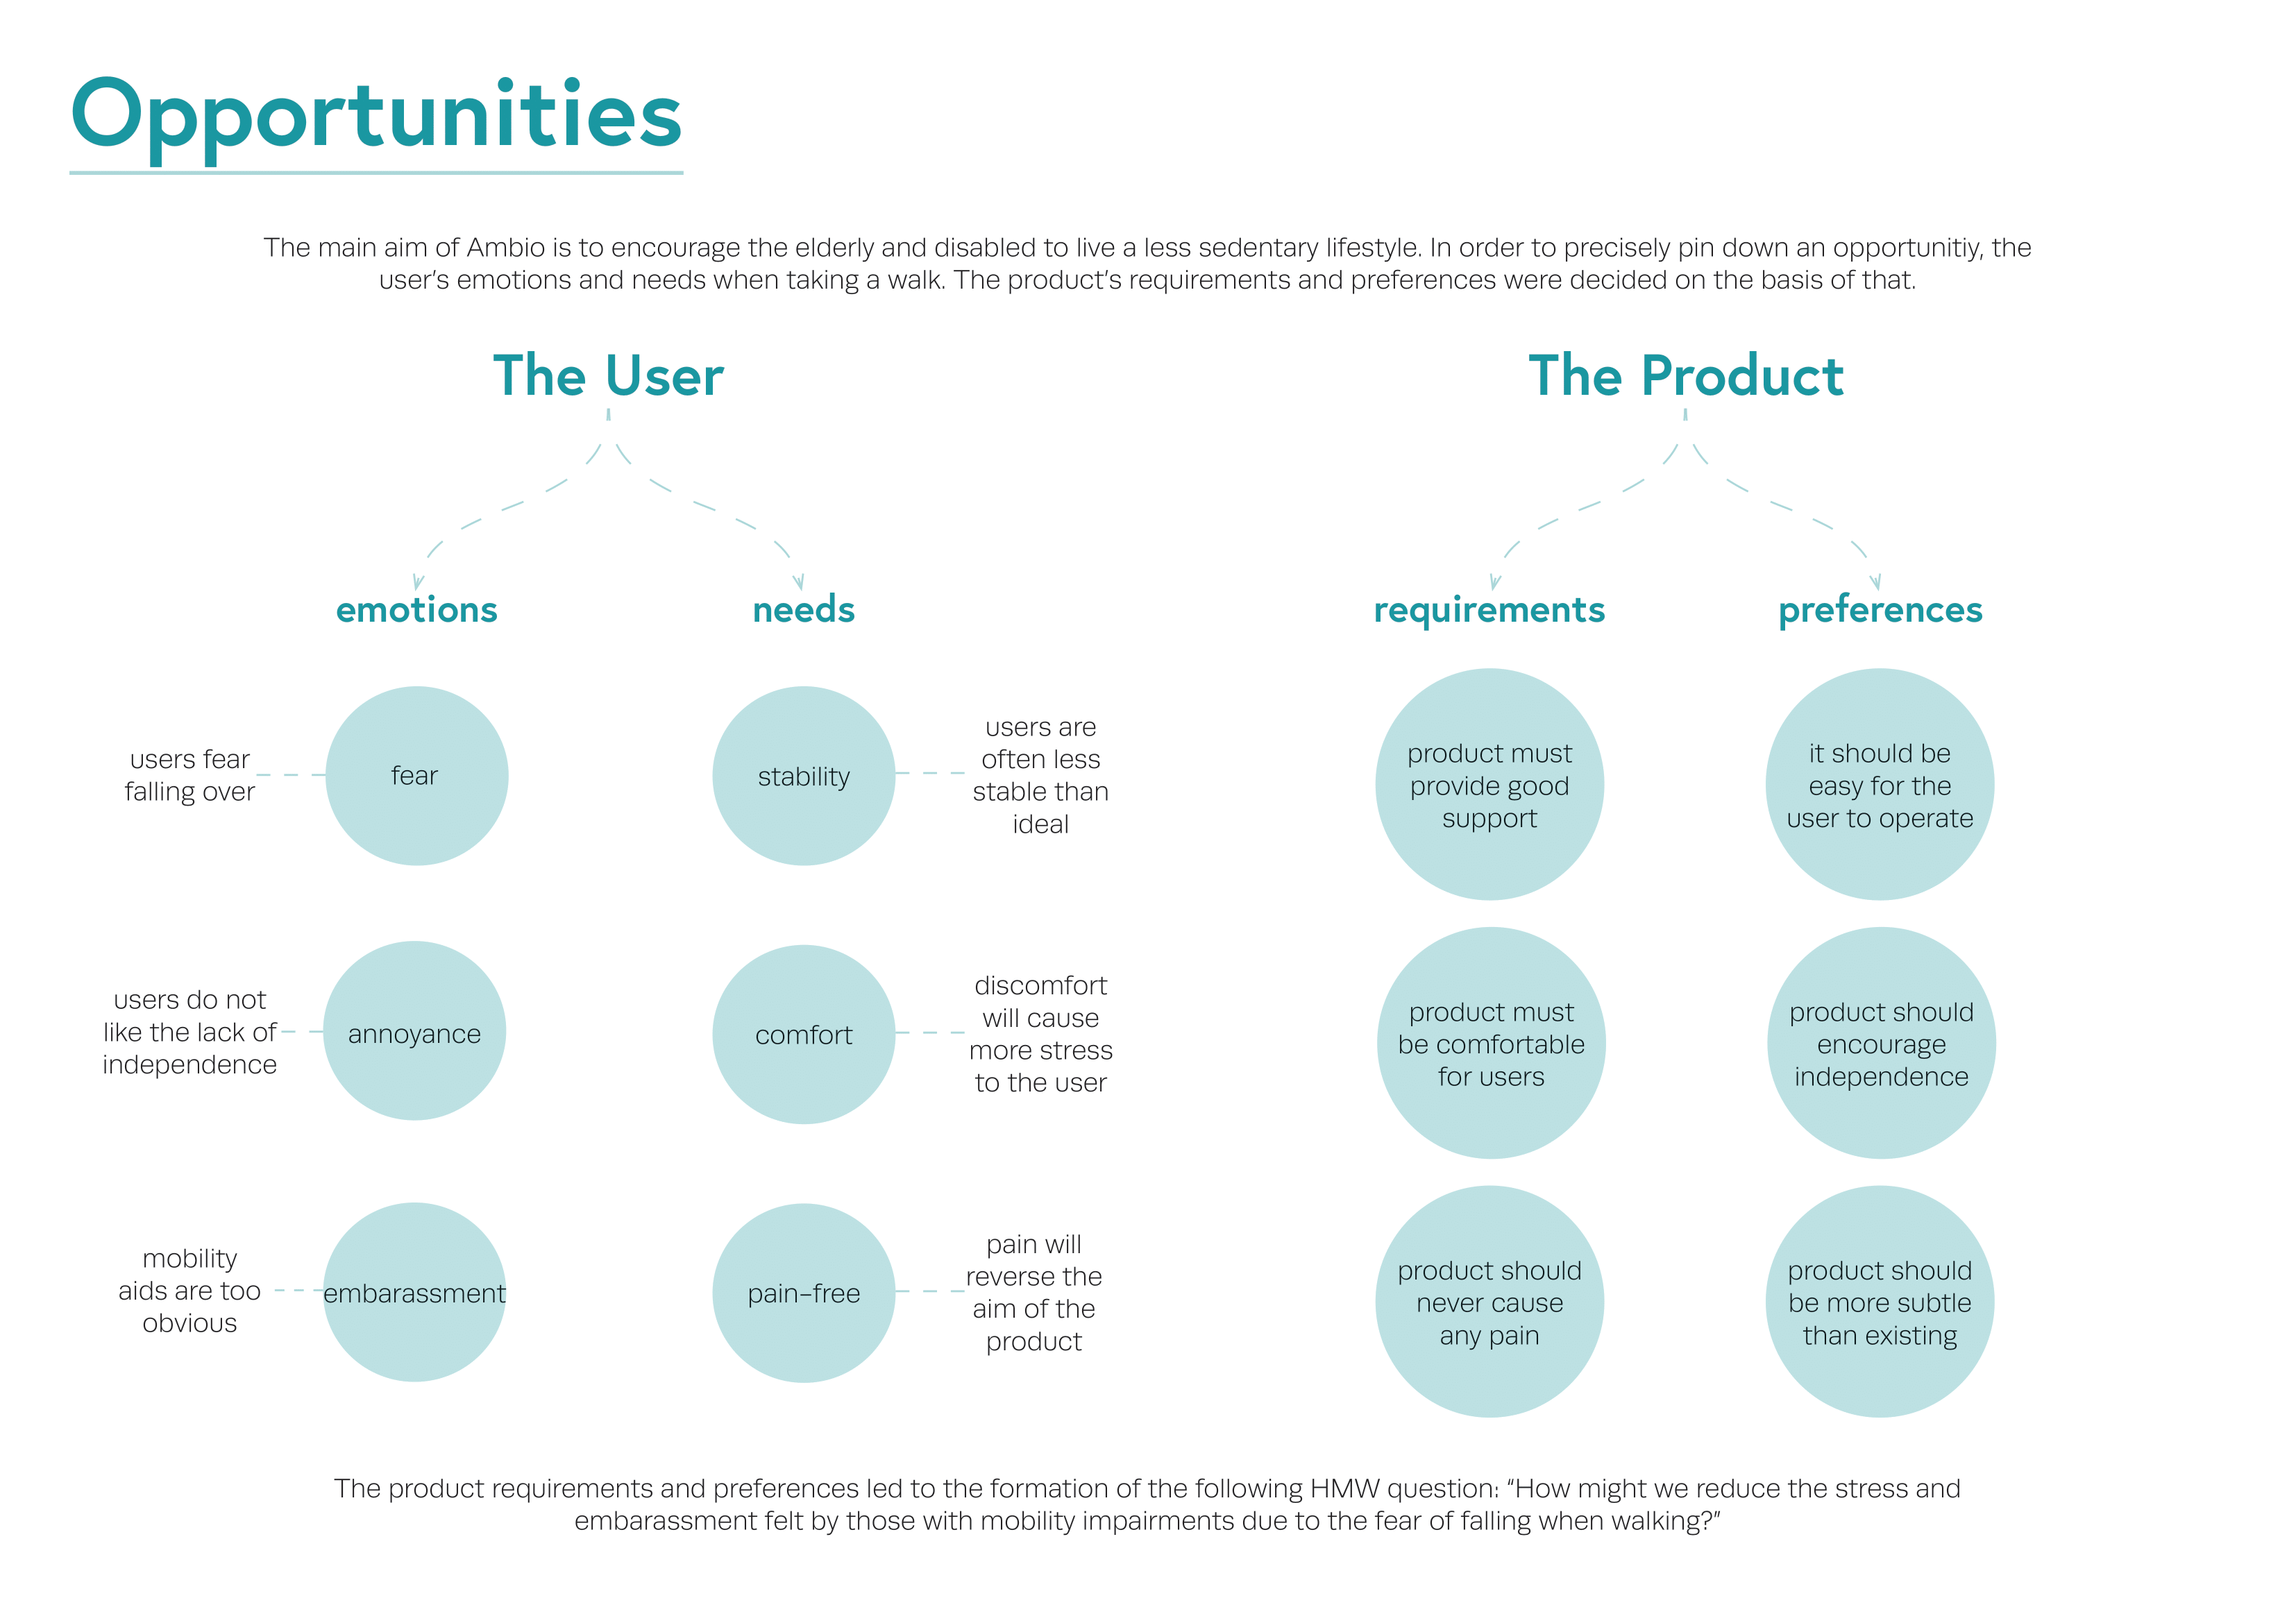 Opportunities
The main aim of Ambio is to encourage the elderly and disabled to live a less sedentary lifestyle. In order to precisely pin down an opportunitiy, the
user's emotions and needs when taking a walk. The product's requirements and preferences were decided on the basis of that.
The User
emotions
needs
users fear
falling over
fear
stability
users are
often less
stable than
ideal
users do not
like the lack of
independence
annoyance
comfort
discomfort
will cause
more stress
to the user
mobility
aids are too
obvious
embarassment
pain-free
pain will
reverse the
aim of the
product
The Product
requirements
preferences
product must
provide good
support
it should be
easy for the
user to operate
product must
be comfortable
for users
product should
encourage
independence
product should
never cause
any pain
product should
be more subtle
than existing
The product requirements and preferences led to the formation of the following HMW question: "How might we reduce the stress and
embarassment felt by those with mobility impairments due to the fear of falling when walking?"